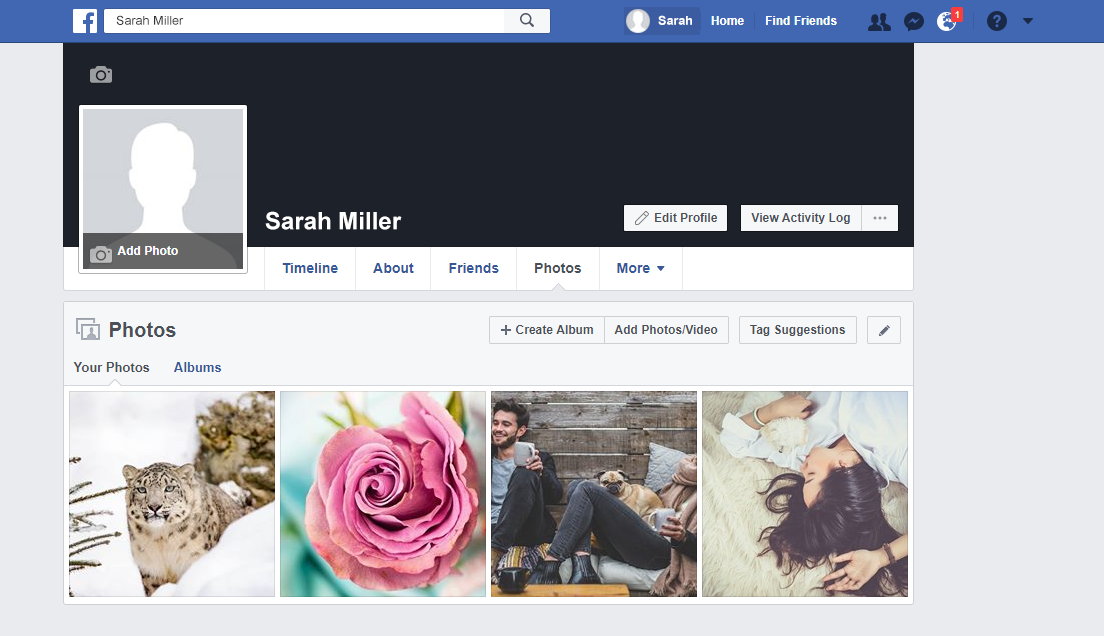 f
Sarah Miller
Sarah
Home
Find Friends
1
?
Sarah Miller
Edit Profile
View Activity Log
Add Photo
Timeline
About
Friends
Photos
More
Photos
+ Create Album
Add Photos/Video
Tag Suggestions
Your Photos
Albums